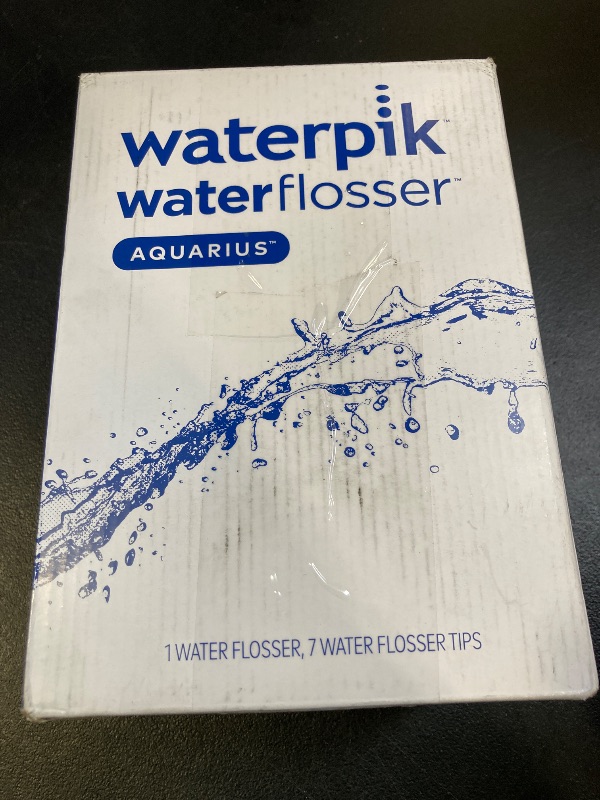 waterpik™
waterflosser™
AQUARIUS™
1 WATER FLOSSER, 7 WATER FLOSSER TIPS